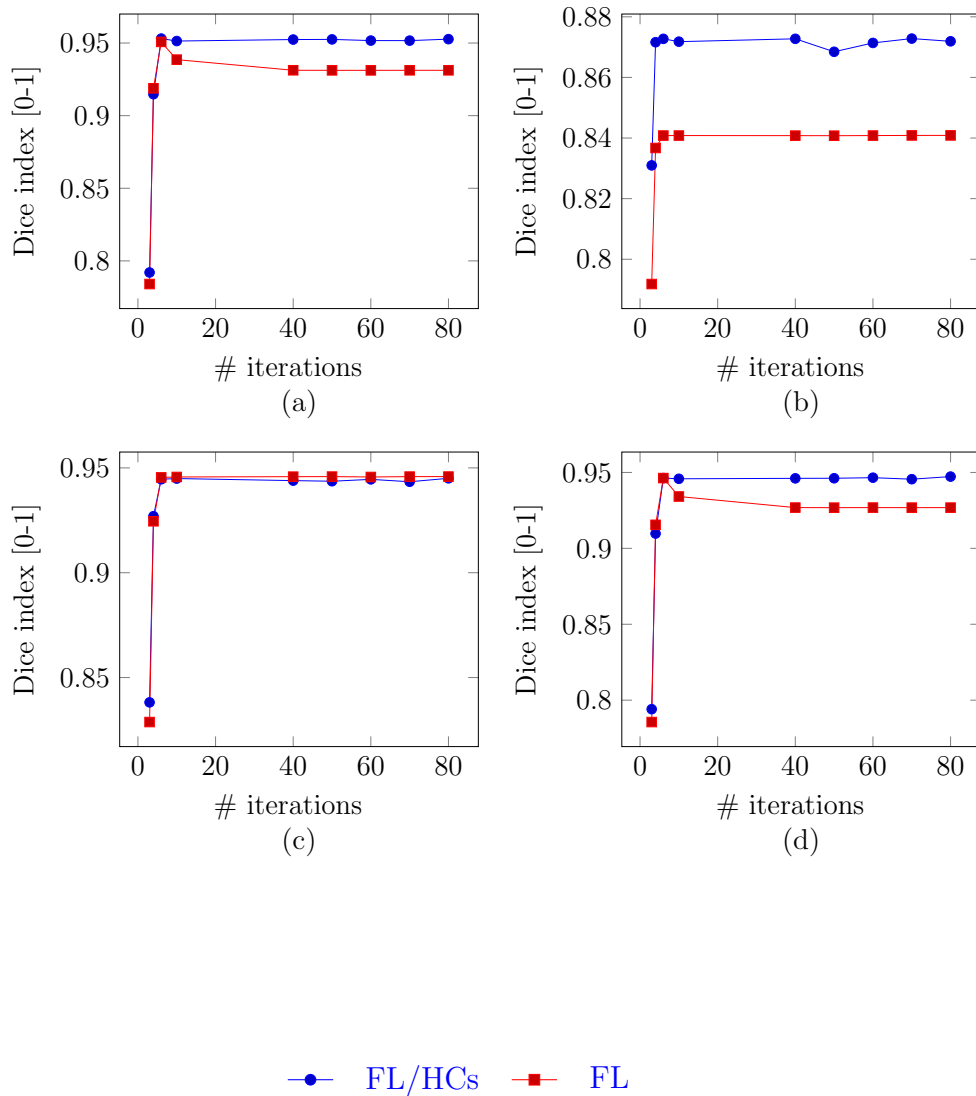 0.95
0.9
0.85
0.8
Dice index [0-1]
0 20 40 60 80
# iterations
(a)
0.88
0.86
0.84
0.82
0.8
Dice index [0-1]
0 20 40 60 80
# iterations
(b)
0.95
0.9
0.85
Dice index [0-1]
0 20 40 60 80
# iterations
(c)
0.95
0.9
0.85
0.8
Dice index [0-1]
0 20 40 60 80
# iterations
(d)
FL/HCs FL